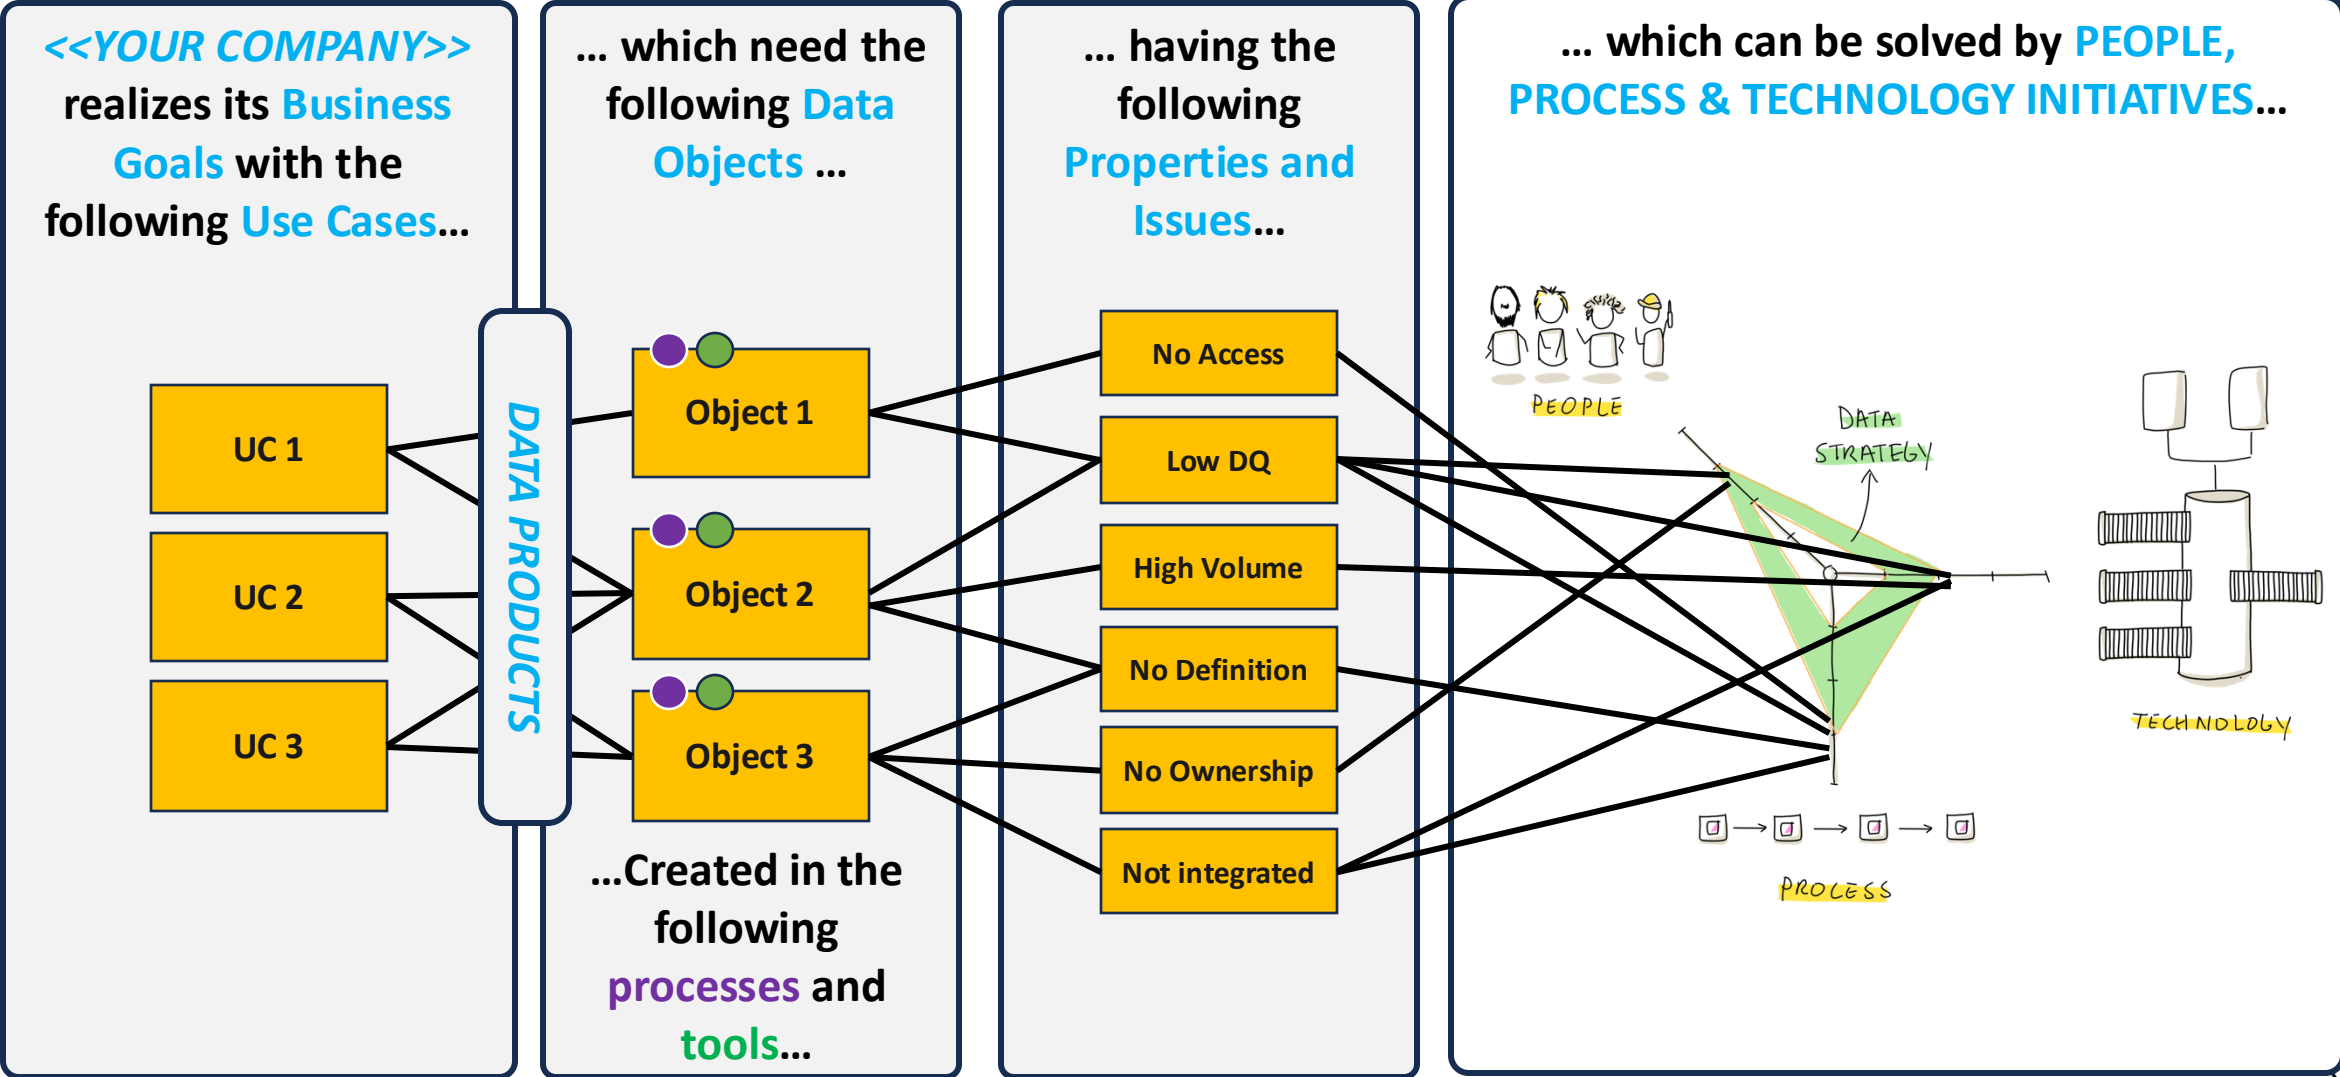 <<YOUR COMPANY>>
realizes its Business
Goals with the
following Use Cases...
UC 1
UC 2
UC 3
DATA PRODUCTS
... which need the
following Data
Objects ...
Object 1
Object 2
Object 3
...Created in the
following
processes and
tools...
... having the
following
Properties and
Issues...
No Access
Low DQ
High Volume
No Definition
No Ownership
Not integrated
... which can be solved by PEOPLE,
PROCESS & TECHNOLOGY INITIATIVES...
PEOPLE
DATA
STRATEGY
TECHNOLOGY
PROCESS